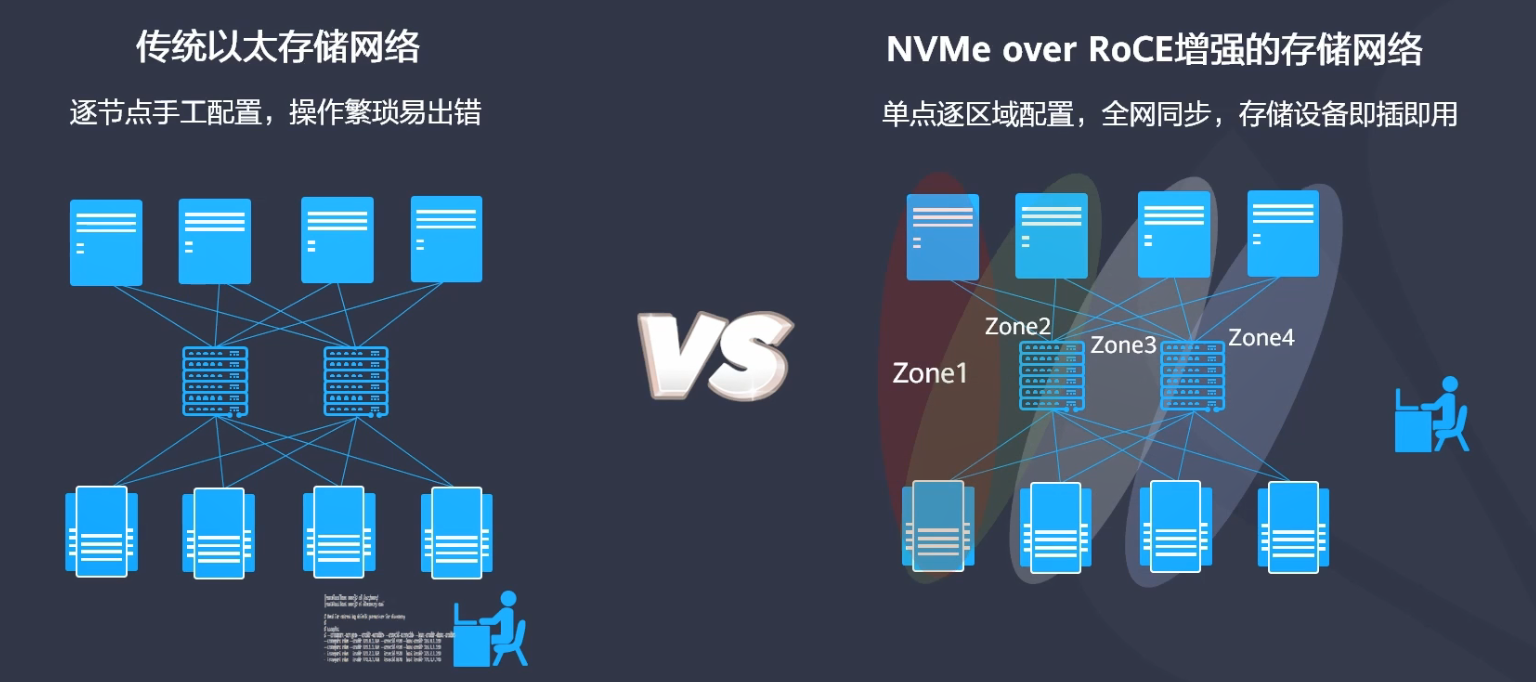 传统以太存储网络
逐节点手工配置，操作繁琐易出错
NVMe over RoCE增强的存储网络
单点逐区域配置，全网同步，存储设备即插即用
VS
Zone1
Zone2
Zone3
Zone4